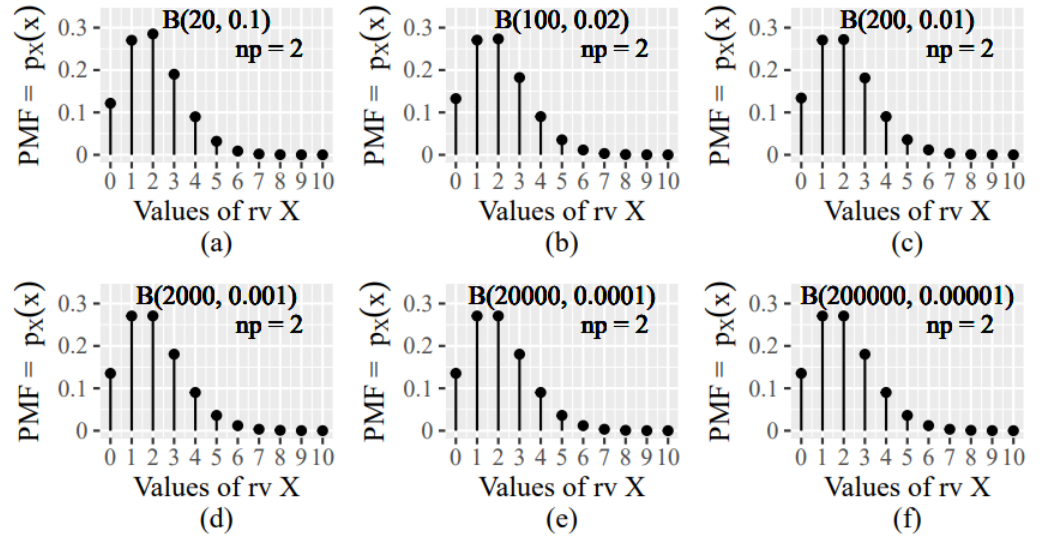 B(20, 0.1)
np = 2
PMF = pX(x)
0.3
0.2
0.1
0
0 1 2 3 4 5 6 7 8 9 10
Values of rv X
(a)
B(100, 0.02)
np = 2
PMF = pX(x)
0.3
0.2
0.1
0
0 1 2 3 4 5 6 7 8 9 10
Values of rv X
(b)
B(200, 0.01)
np = 2
PMF = pX(x)
0.3
0.2
0.1
0
0 1 2 3 4 5 6 7 8 9 10
Values of rv X
(c)
B(2000, 0.001)
np = 2
PMF = pX(x)
0.3
0.2
0.1
0
0 1 2 3 4 5 6 7 8 9 10
Values of rv X
(d)
B(20000, 0.0001)
np = 2
PMF = pX(x)
0.3
0.2
0.1
0
0 1 2 3 4 5 6 7 8 9 10
Values of rv X
(e)
B(200000, 0.00001)
np = 2
PMF = pX(x)
0.3
0.2
0.1
0
0 1 2 3 4 5 6 7 8 9 10
Values of rv X
(f)